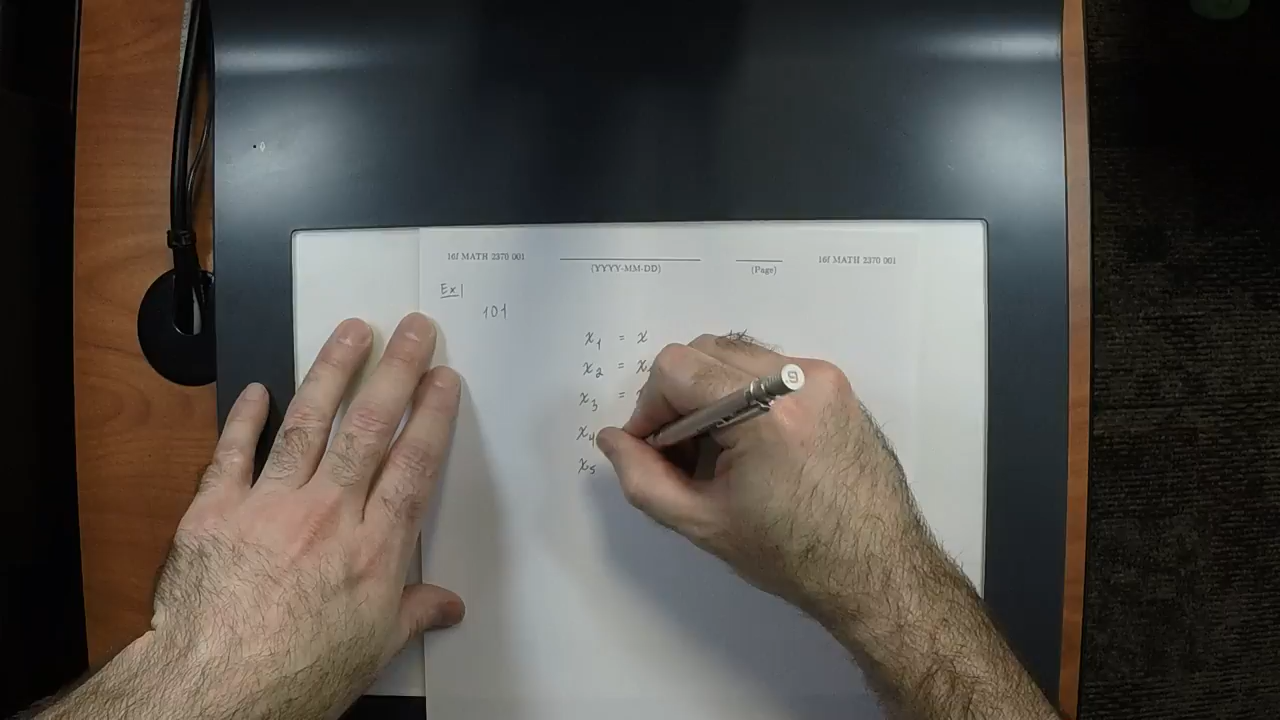 16f MATH 2370 001 (YYYY-MM-DD) (Page) 16f MATH 2370 001
Ex1
101
x₁ = x
x₂ = x
x₃ =
x₄
x₅